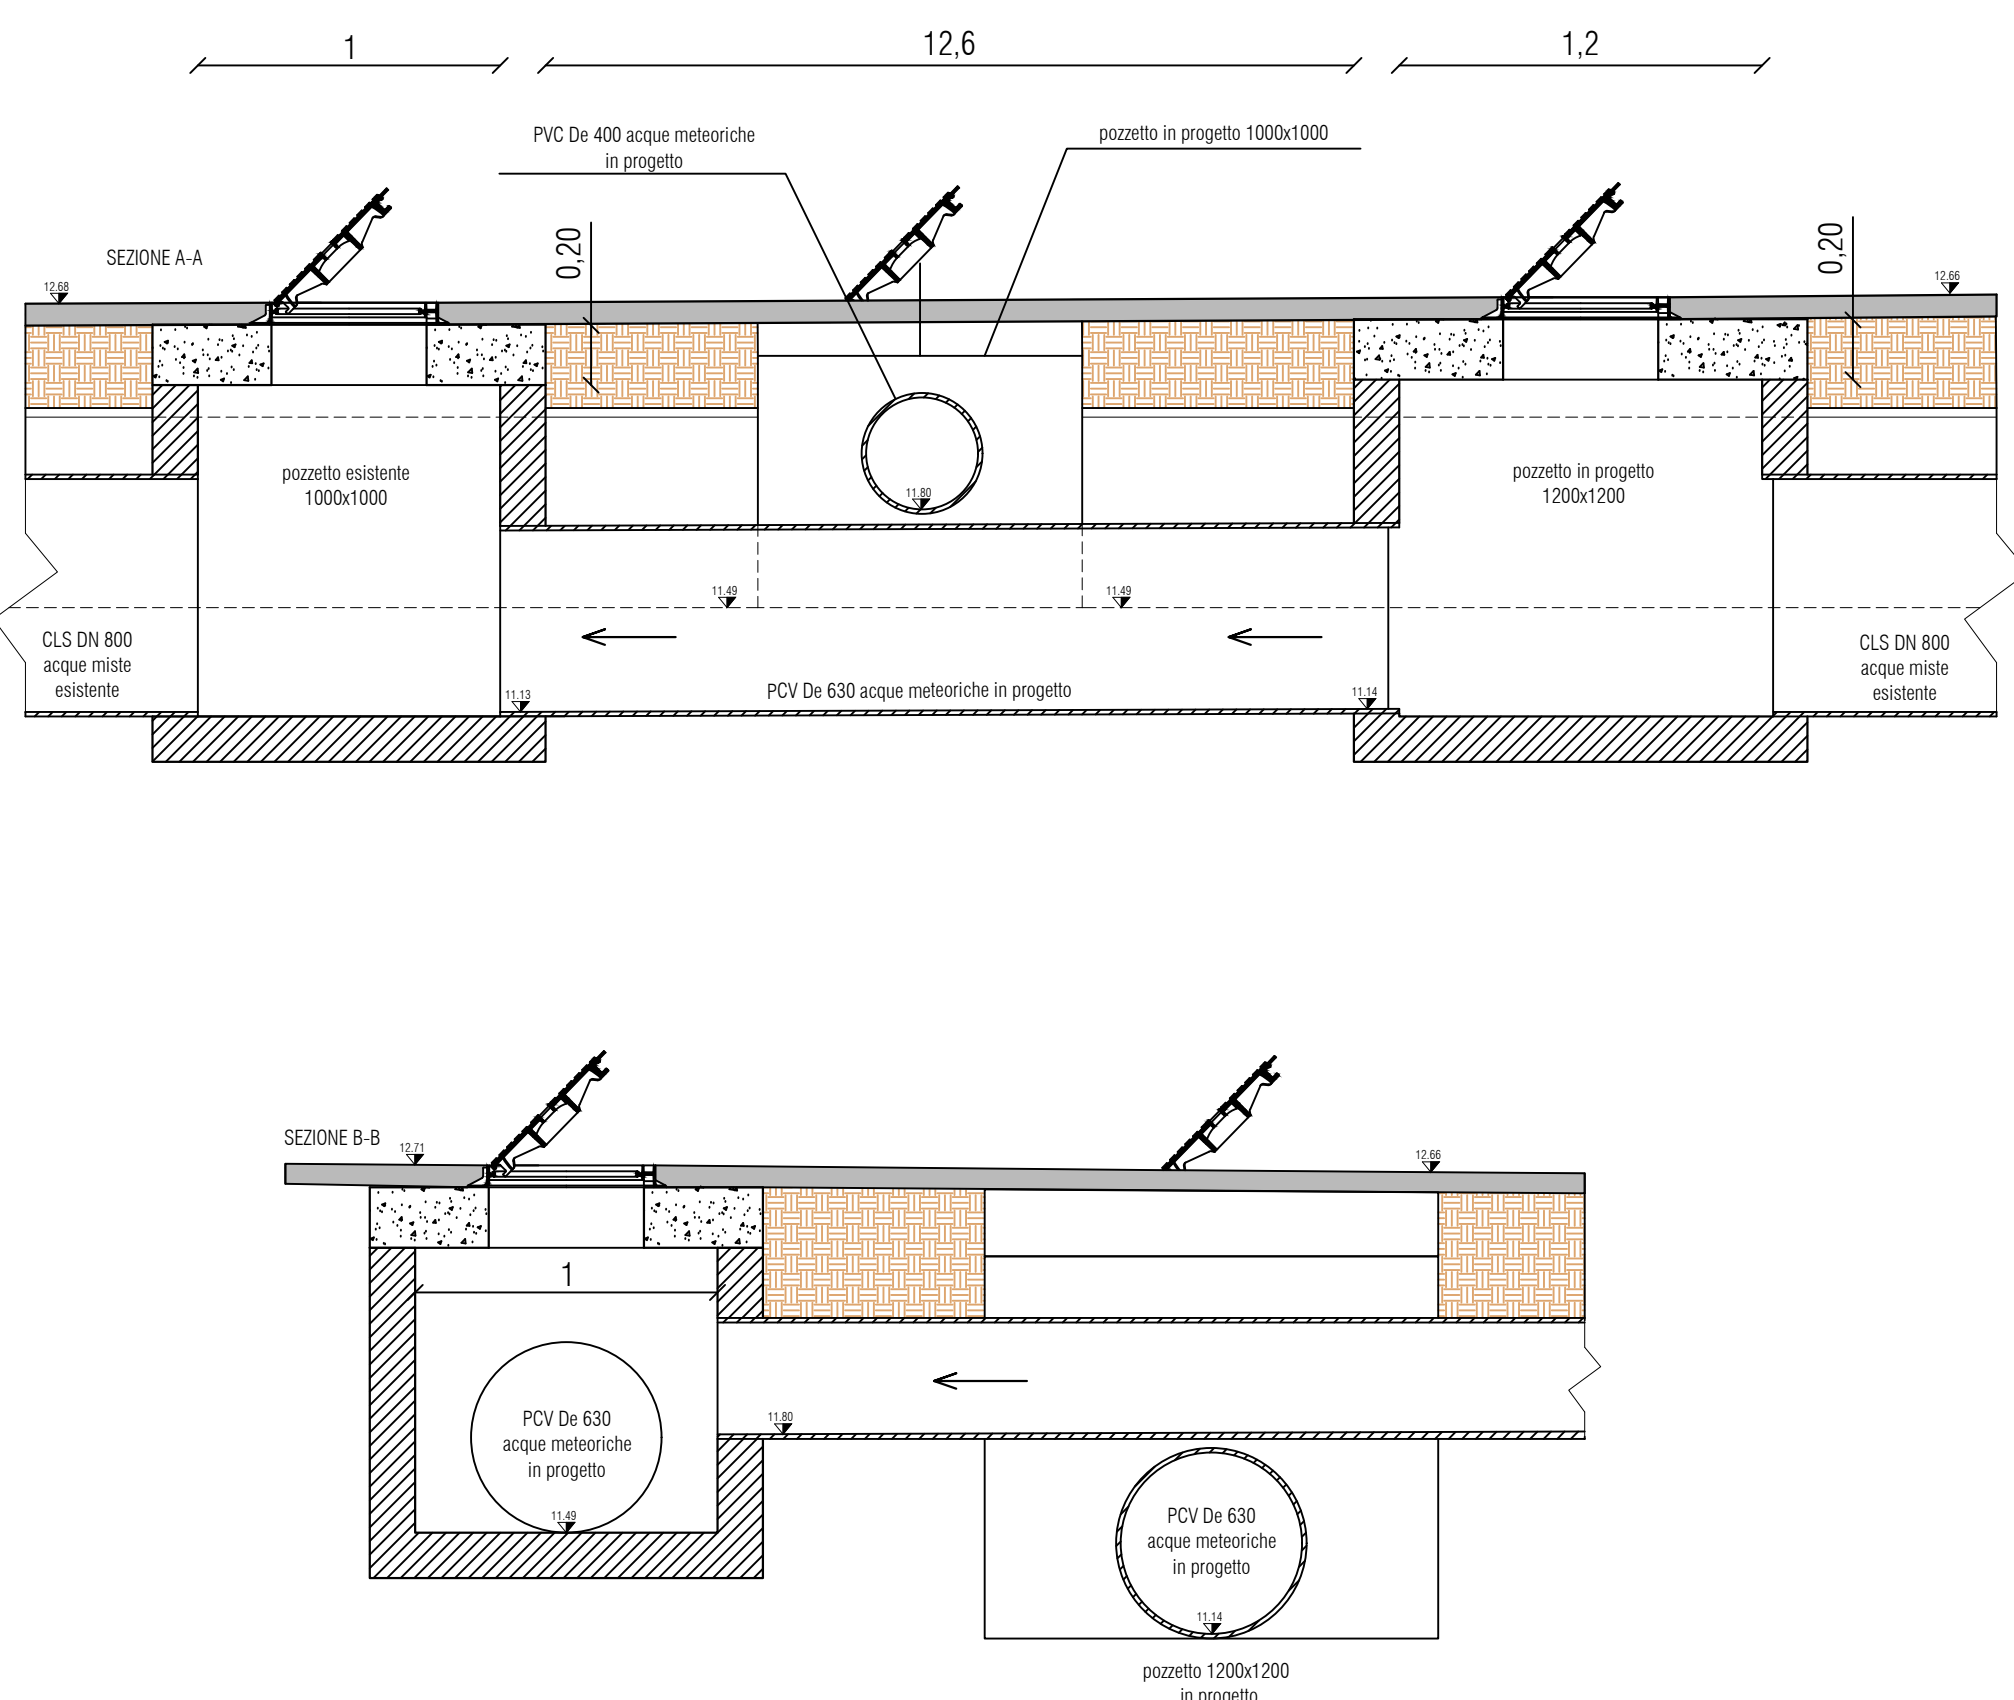 1
12,6
1,2
PVC De 400 acque meteoriche
in progetto
pozzetto in progetto 1000x1000
SEZIONE A-A
0,20
0,20
12.68
12.66
pozzetto esistente
1000x1000
11.80
pozzetto in progetto
1200x1200
11.49
11.49
CLS DN 800
acque miste
esistente
CLS DN 800
acque miste
esistente
11.13
PCV De 630 acque meteoriche in progetto
11.14
SEZIONE B-B
12.71
12.66
1
PCV De 630
acque meteoriche
in progetto
11.80
11.49
PCV De 630
acque meteoriche
in progetto
11.14
pozzetto 1200x1200
in progetto